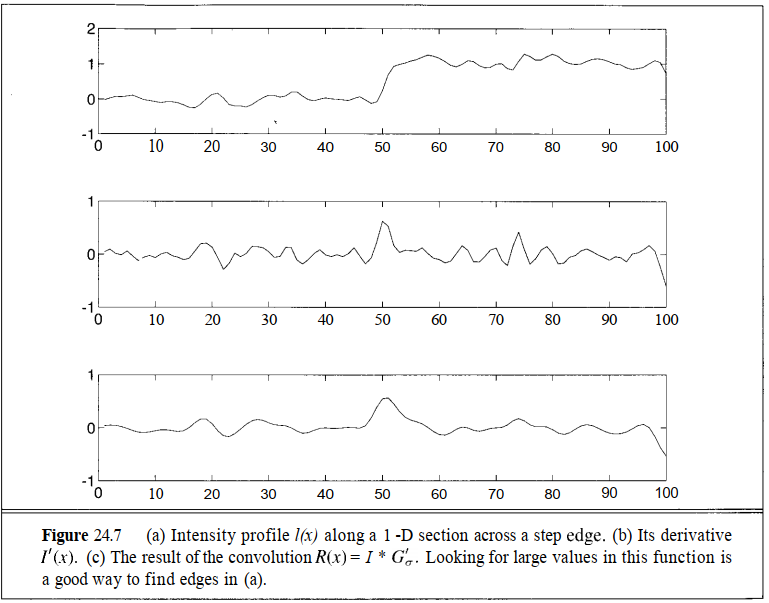 2
1
0
-1
0 10 20 30 40 50 60 70 80 90 100
1
0
-1
0 10 20 30 40 50 60 70 80 90 100
1
0
-1
0 10 20 30 40 50 60 70 80 90 100
Figure 24.7 (a) Intensity profile l(x) along a 1 -D section across a step edge. (b) Its derivative
I′(x). (c) The result of the convolution R(x) = I * G′σ. Looking for large values in this function is
a good way to find edges in (a).